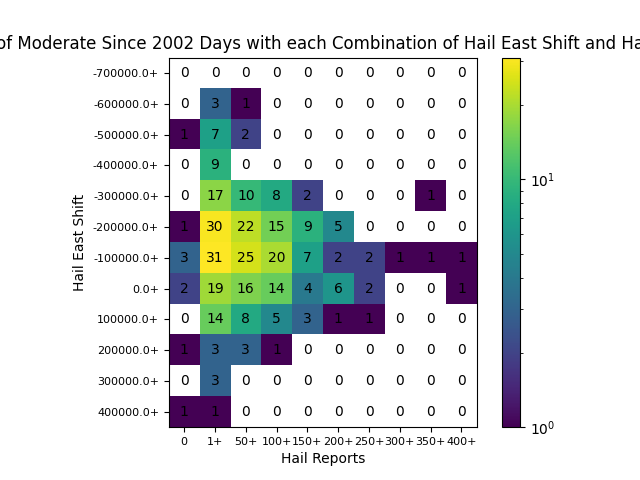 of Moderate Since 2002 Days with each Combination of Hail East Shift and Ha
Hail East Shift
-700000.0+ 0 0 0 0 0 0 0 0 0 0
-600000.0+ 0 3 1 0 0 0 0 0 0 0
-500000.0+ 1 7 2 0 0 0 0 0 0 0
-400000.0+ 0 9 0 0 0 0 0 0 0 0
-300000.0+ 0 17 10 8 2 0 0 0 1 0
-200000.0+ 1 30 22 15 9 5 0 0 0 0
-100000.0+ 3 31 25 20 7 2 2 1 1 1
0.0+ 2 19 16 14 4 6 2 0 0 1
100000.0+ 0 14 8 5 3 1 1 0 0 0
200000.0+ 1 3 3 1 0 0 0 0 0 0
300000.0+ 0 3 0 0 0 0 0 0 0 0
400000.0+ 1 1 0 0 0 0 0 0 0 0
0 1+ 50+ 100+ 150+ 200+ 250+ 300+ 350+ 400+
Hail Reports
10¹
10⁰